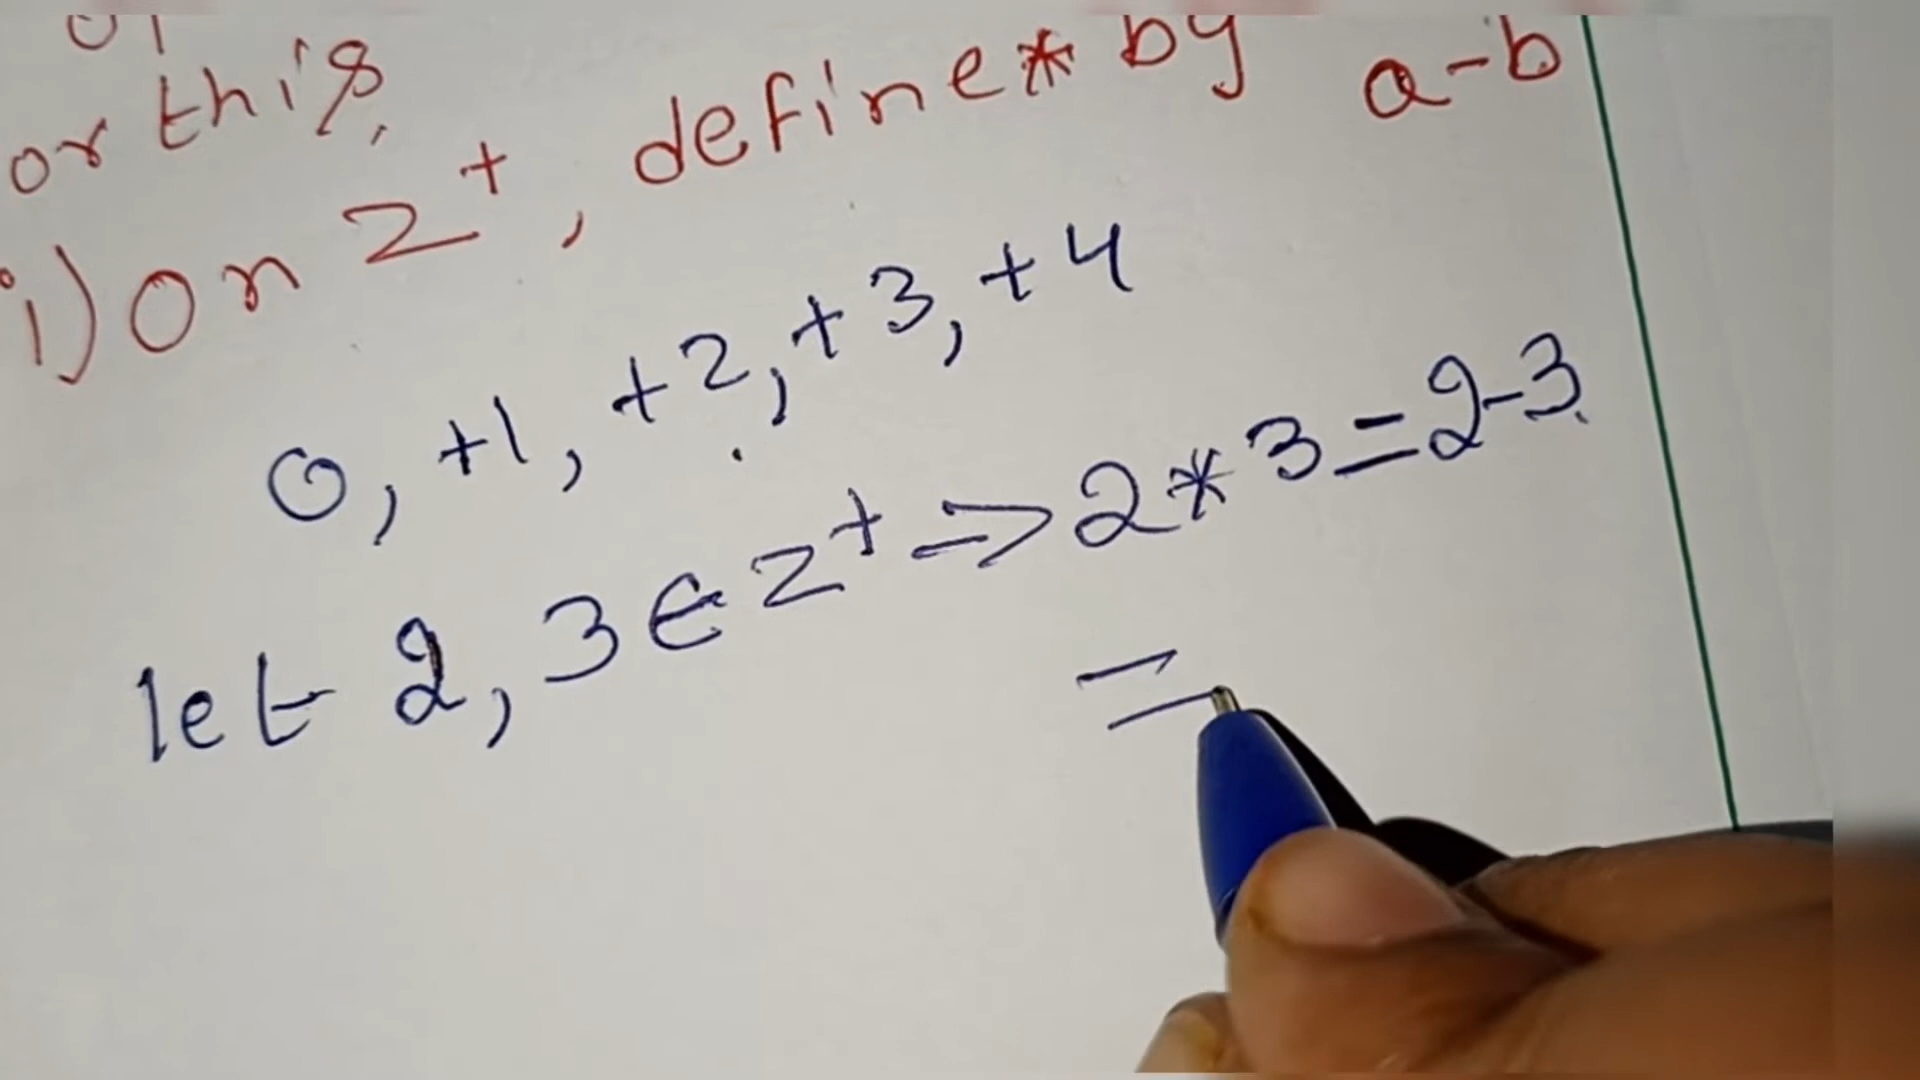 or this,
i) On Z⁺, define * by a-b
0, +1, +2, +3, +4
let 2, 3 ∈ Z⁺ => 2 * 3 = 2-3
=